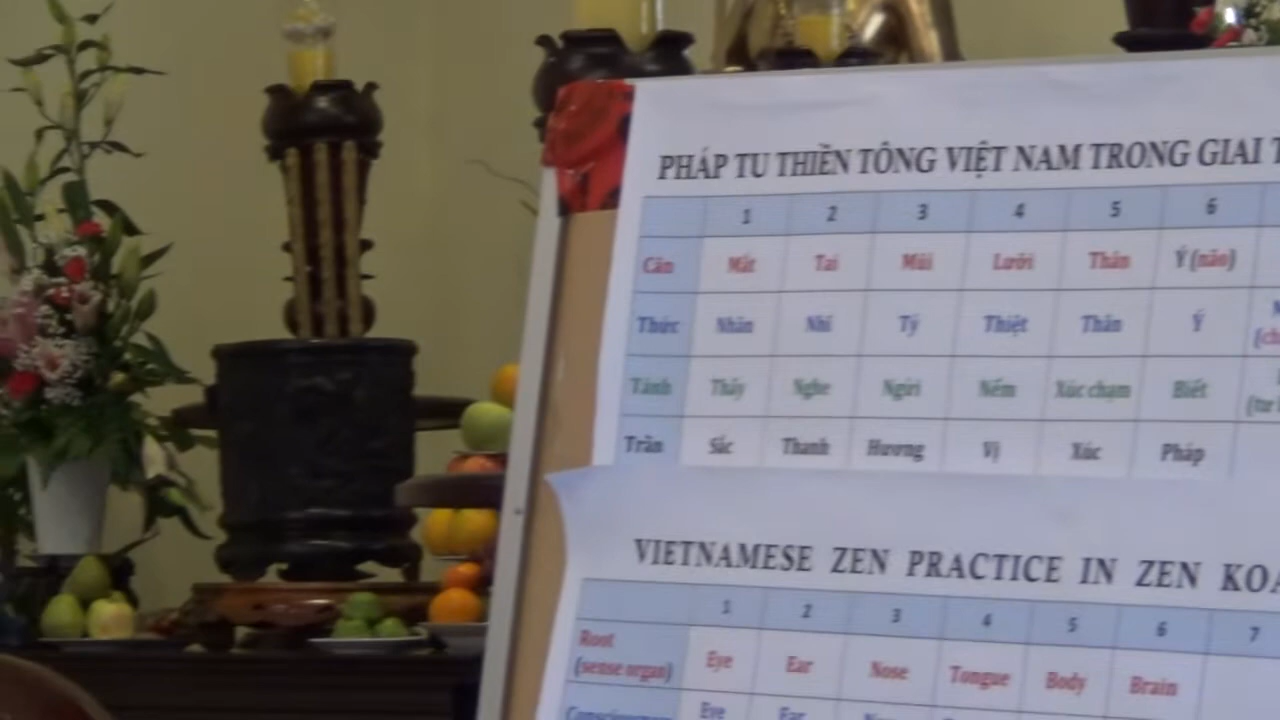 PHÁP TU THIỀN TÔNG VIỆT NAM TRONG GIAI
1 2 3 4 5 6
Căn Mắt Tai Mũi Lưỡi Thân Ý (não)
Thức Nhãn Nhĩ Tỷ Thiệt Thân Ý
Tánh Thấy Nghe Ngửi Nếm Xúc chạm Biết
Trần Sắc Thanh Hương Vị Xúc Pháp
VIETNAMESE ZEN PRACTICE IN ZEN
1 2 3 4 5 6 7
Root
(sense organ) Eye Ear Nose Tongue Body Brain
Eye Ear